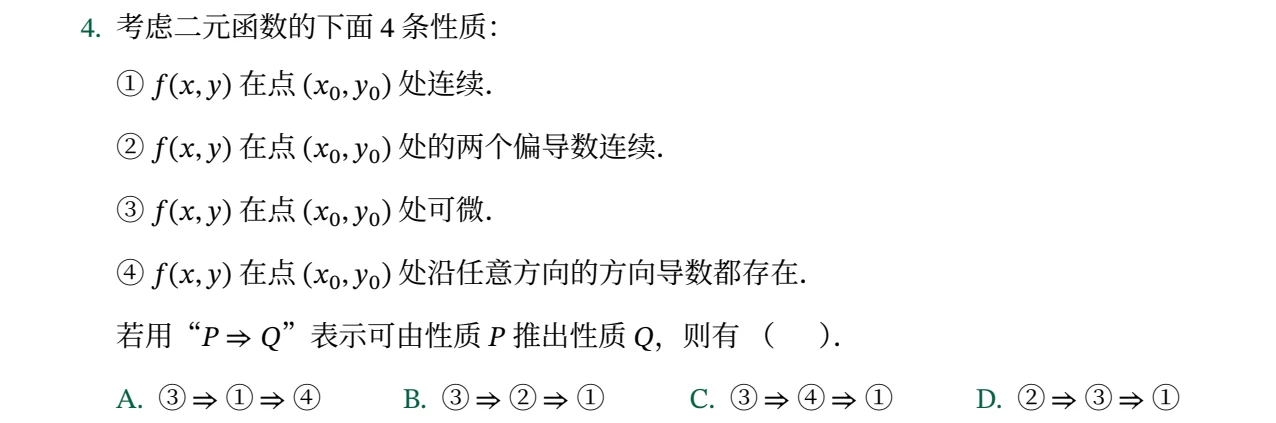 4. 考虑二元函数的下面 4 条性质：
① f(x, y) 在点 (x₀, y₀) 处连续.
② f(x, y) 在点 (x₀, y₀) 处的两个偏导数连续.
③ f(x, y) 在点 (x₀, y₀) 处可微.
④ f(x, y) 在点 (x₀, y₀) 处沿任意方向的方向导数都存在.
若用“P ⇒ Q”表示可由性质 P 推出性质 Q，则有（　）.
A. ③ ⇒ ① ⇒ ④ B. ③ ⇒ ② ⇒ ① C. ③ ⇒ ④ ⇒ ① D. ② ⇒ ③ ⇒ ①